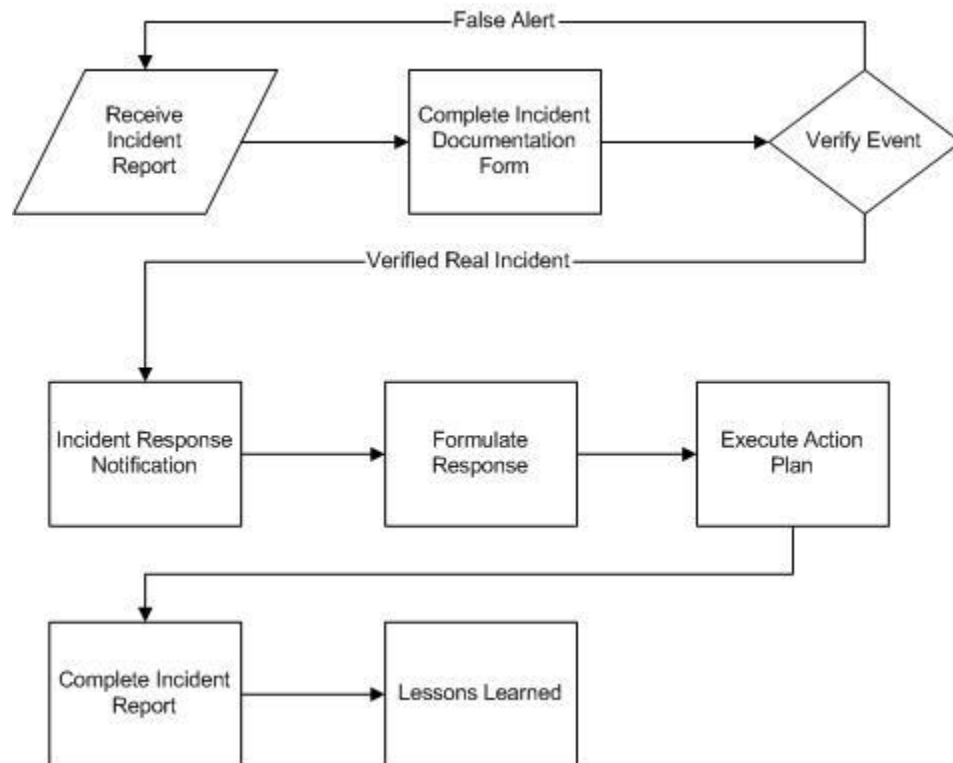 False Alert
Receive
Incident
Report
Complete Incident
Documentation
Form
Verify Event
Verified Real Incident
Incident Response
Notification
Formulate
Response
Execute Action
Plan
Complete Incident
Report
Lessons Learned